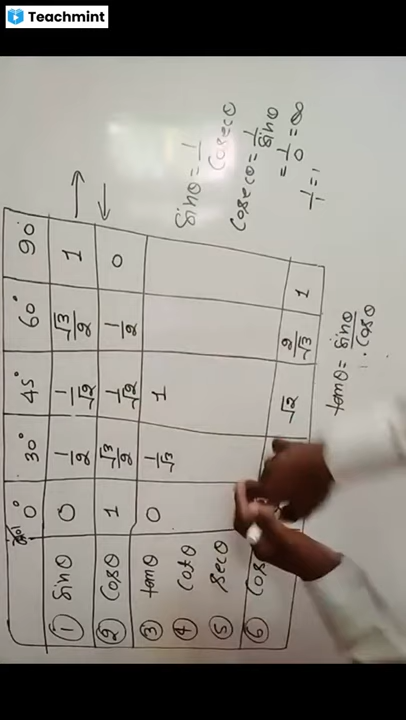 Teachmint
0° 30° 45° 60° 90°
① sinθ 0 1/2 1/√2 √3/2 1 →
② cosθ 1 √3/2 1/√2 1/2 0 ←
③ tanθ 0 1/√3 1
④ cotθ
⑤ secθ
⑥ √2 2/√3 1
sinθ = 1/cosecθ
cosecθ = 1/sinθ
= 1/0 = ∞
1/1 = 1
tanθ = sinθ/cosθ